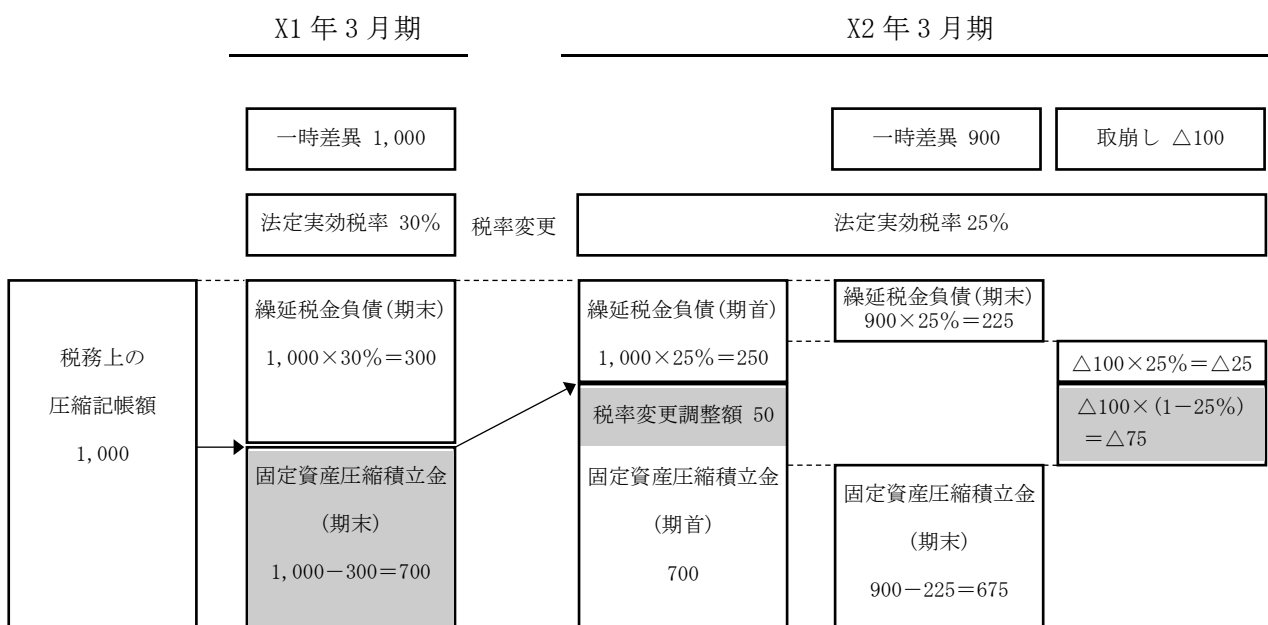 X1年3月期
X2年3月期
一時差異 1,000
一時差異 900
取崩し △100
法定実効税率 30%
税率変更
法定実効税率25%
税務上の
圧縮記帳額
1,000
繰延税金負債(期末)
1,000×30%=300
固定資産圧縮積立金
(期末)
1,000-300=700
繰延税金負債(期首)
1,000×25%=250
税率変更調整額 50
固定資産圧縮積立金
(期首)
700
繰延税金負債(期末)
900×25%=225
固定資産圧縮積立金
(期末)
900-225=675
△100×25%=△25
△100×(1-25%)
=△75